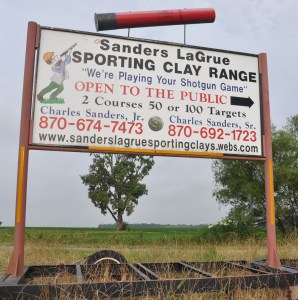 Sanders LaGrue
SPORTING CLAY RANGE
"We're Playing Your Shotgun Game"
OPEN TO THE PUBLIC
2 Courses 50 or 100 Targets
Charles Sanders, Jr. Charles Sanders, Sr.
870-674-7473 870-692-1723
www.sanderslagruesportingclays.webs.com